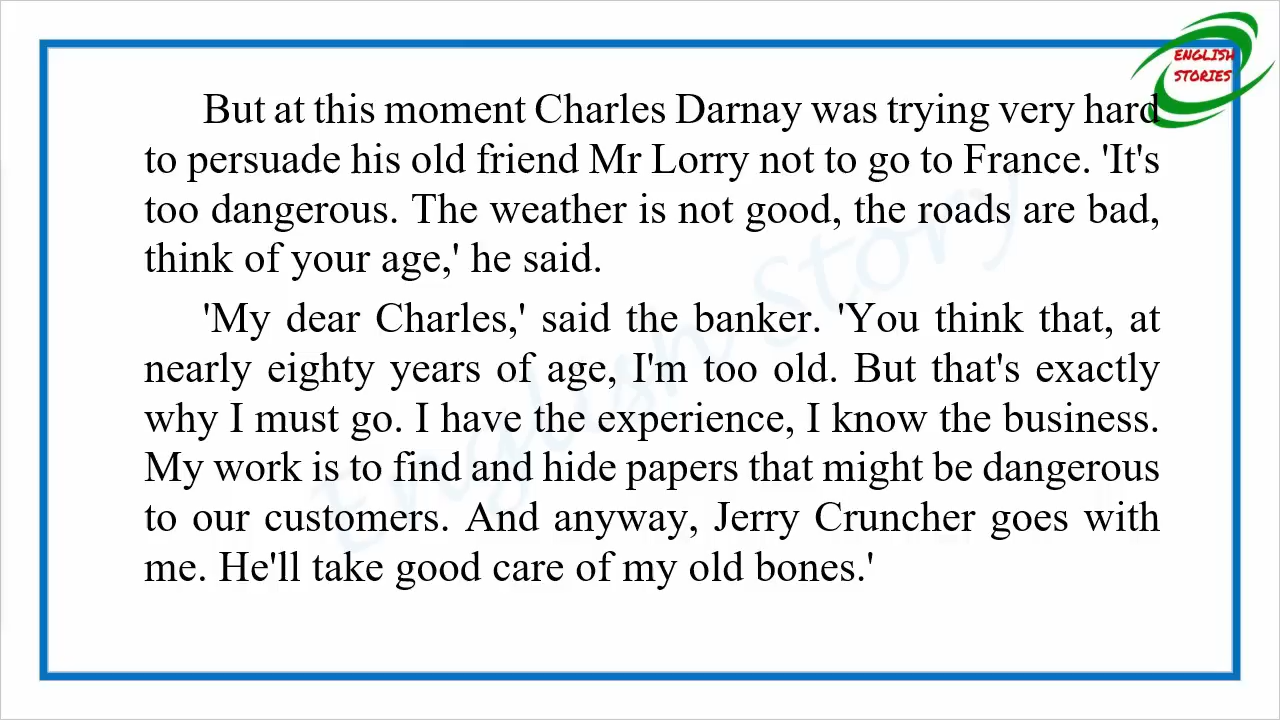 ENGLISH
STORIES
But at this moment Charles Darnay was trying very hard
to persuade his old friend Mr Lorry not to go to France. 'It's
too dangerous. The weather is not good, the roads are bad,
think of your age,' he said.
'My dear Charles,' said the banker. 'You think that, at
nearly eighty years of age, I'm too old. But that's exactly
why I must go. I have the experience, I know the business.
My work is to find and hide papers that might be dangerous
to our customers. And anyway, Jerry Cruncher goes with
me. He'll take good care of my old bones.'
English Story